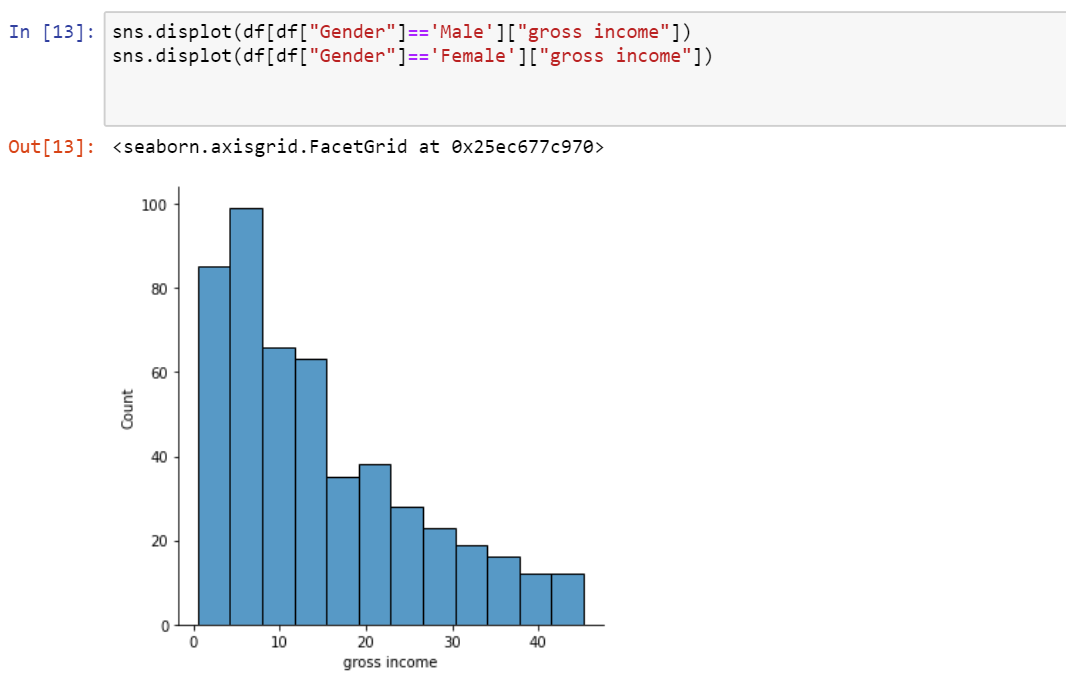 In [13]: sns.displot(df[df["Gender"]=='Male']["gross income"])
sns.displot(df[df["Gender"]=='Female']["gross income"])
Out[13]: <seaborn.axisgrid.FacetGrid at 0x25ec677c970>
100
80
60
40
20
0
Count
0 10 20 30 40
gross income